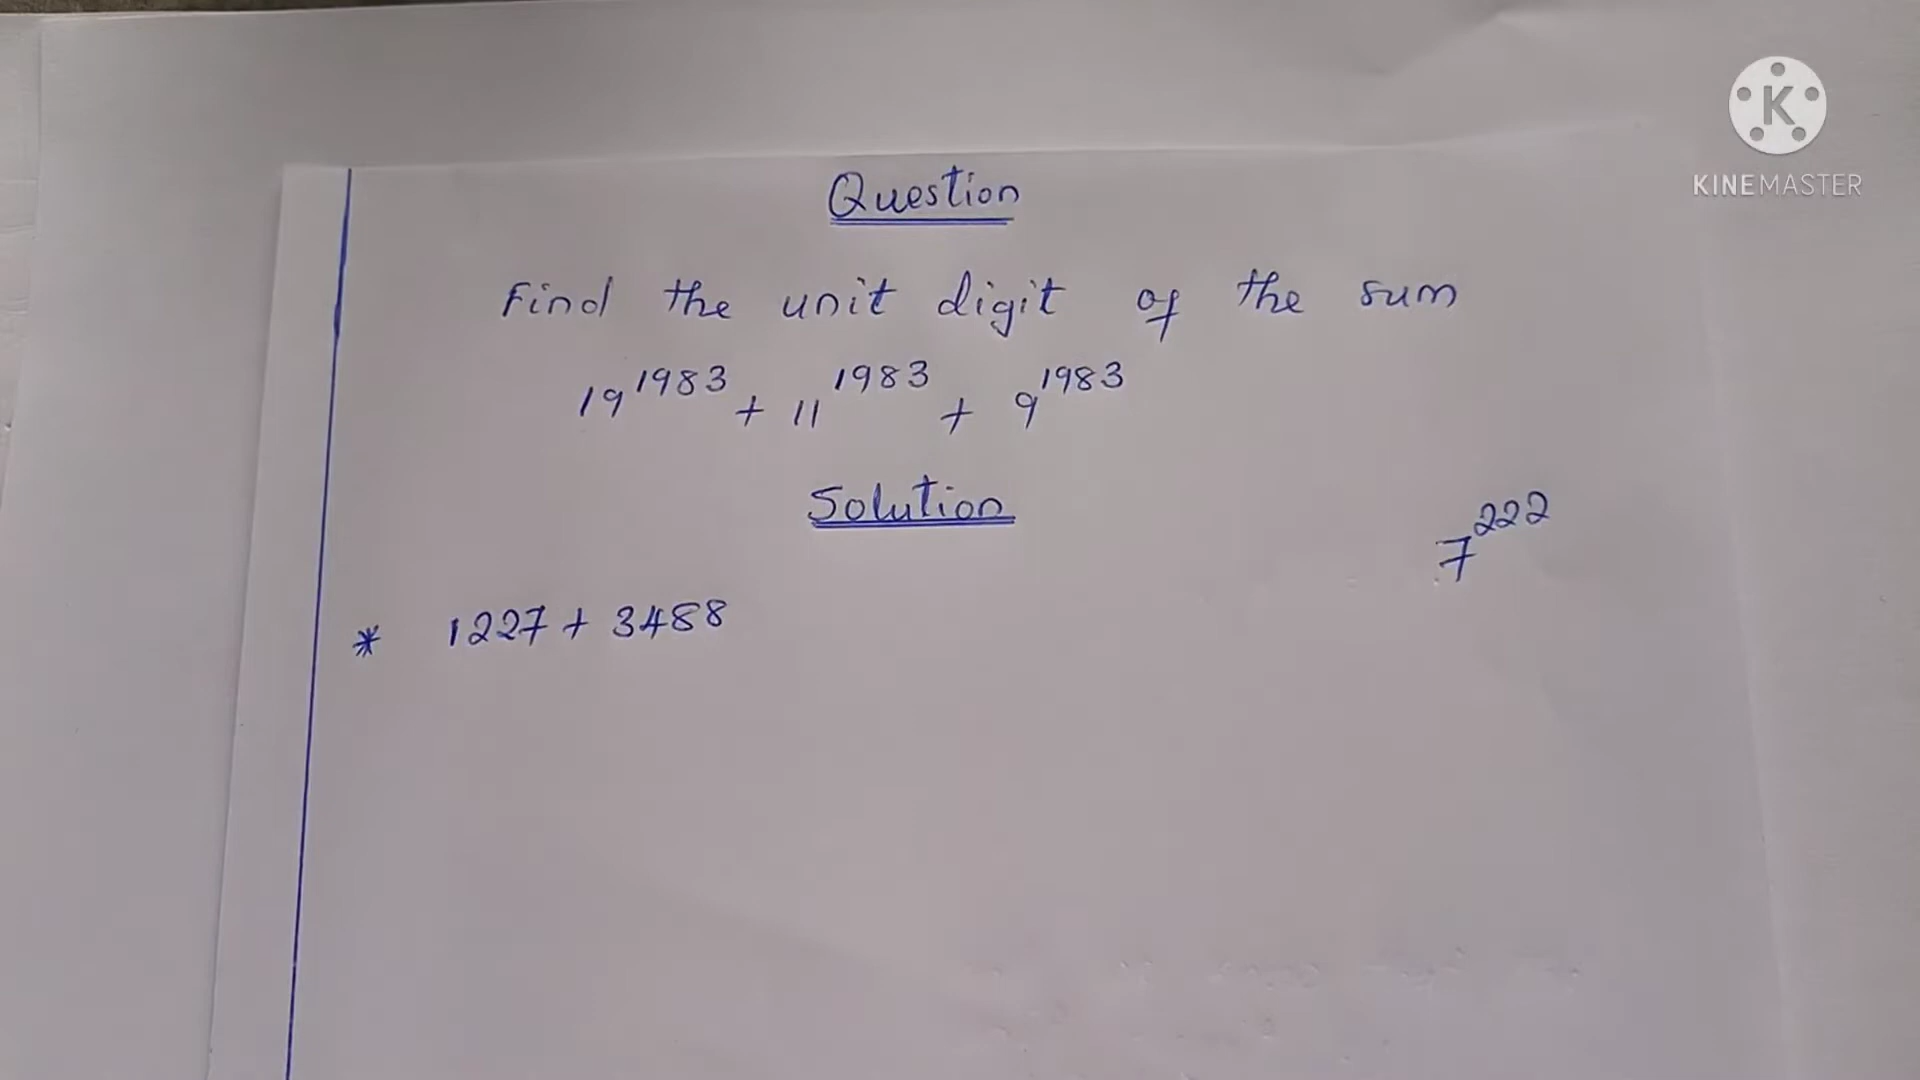 K
KINEMASTER
Question
Find the unit digit of the sum
19^1983 + 11^1983 + 9^1983
Solution
7^222
* 1227 + 3488